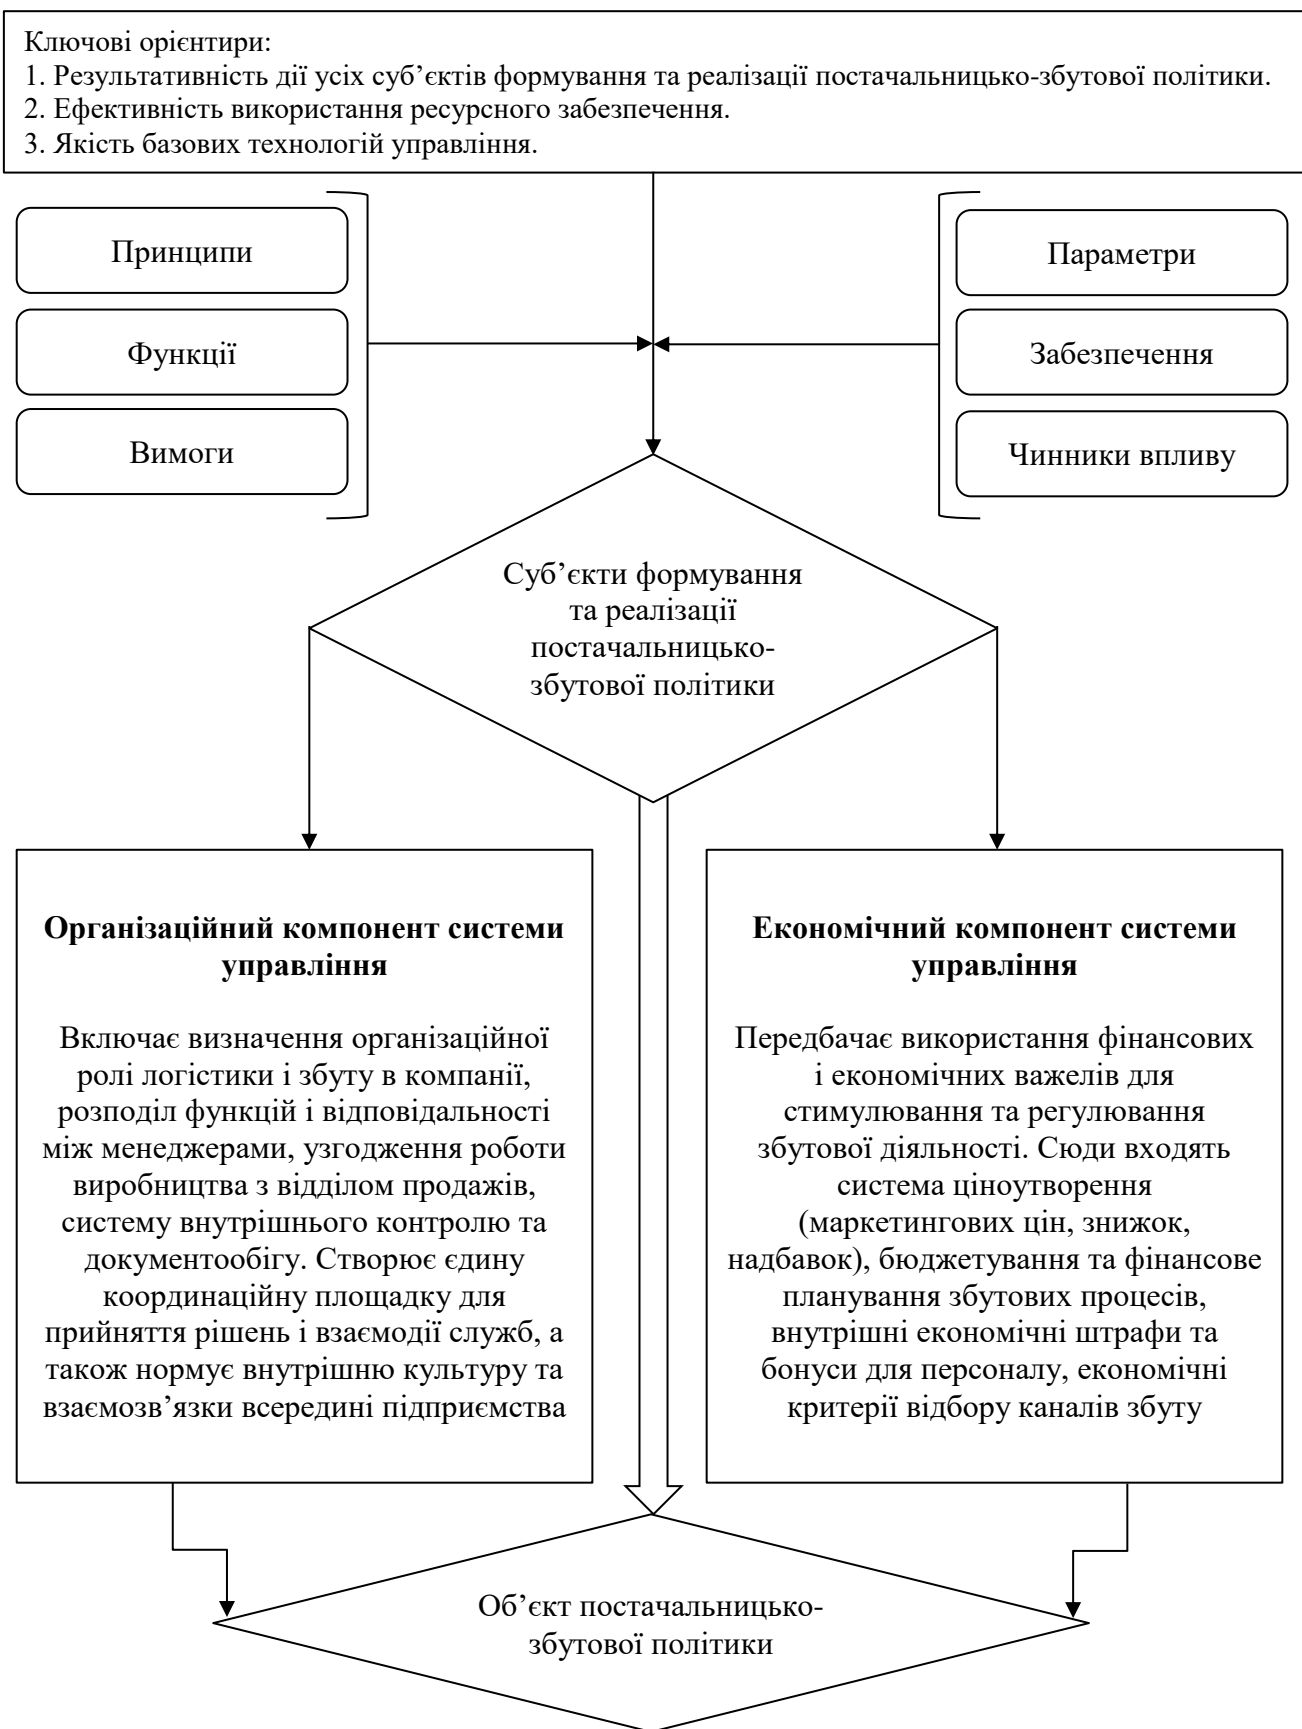 Ключові орієнтири:
1. Результативність дії усіх суб’єктів формування та реалізації постачальницько-збутової політики.
2. Ефективність використання ресурсного забезпечення.
3. Якість базових технологій управління.
Принципи
Функції
Вимоги
Параметри
Забезпечення
Чинники впливу
Суб’єкти формування
та реалізації
постачальницько-
збутової політики
Організаційний компонент системи
управління
Включає визначення організаційної
ролі логістики і збуту в компанії,
розподіл функцій і відповідальності
між менеджерами, узгодження роботи
виробництва з відділом продажів,
систему внутрішнього контролю та
документообігу. Створює єдину
координаційну площадку для
прийняття рішень і взаємодії служб, а
також нормує внутрішню культуру та
взаємозв’язки всередині підприємства
Економічний компонент системи
управління
Передбачає використання фінансових
і економічних важелів для
стимулювання та регулювання
збутової діяльності. Сюди входять
система ціноутворення
(маркетингових цін, знижок,
надбавок), бюджетування та фінансове
планування збутових процесів,
внутрішні економічні штрафи та
бонуси для персоналу, економічні
критерії відбору каналів збуту
Об’єкт постачальницько-
збутової політики